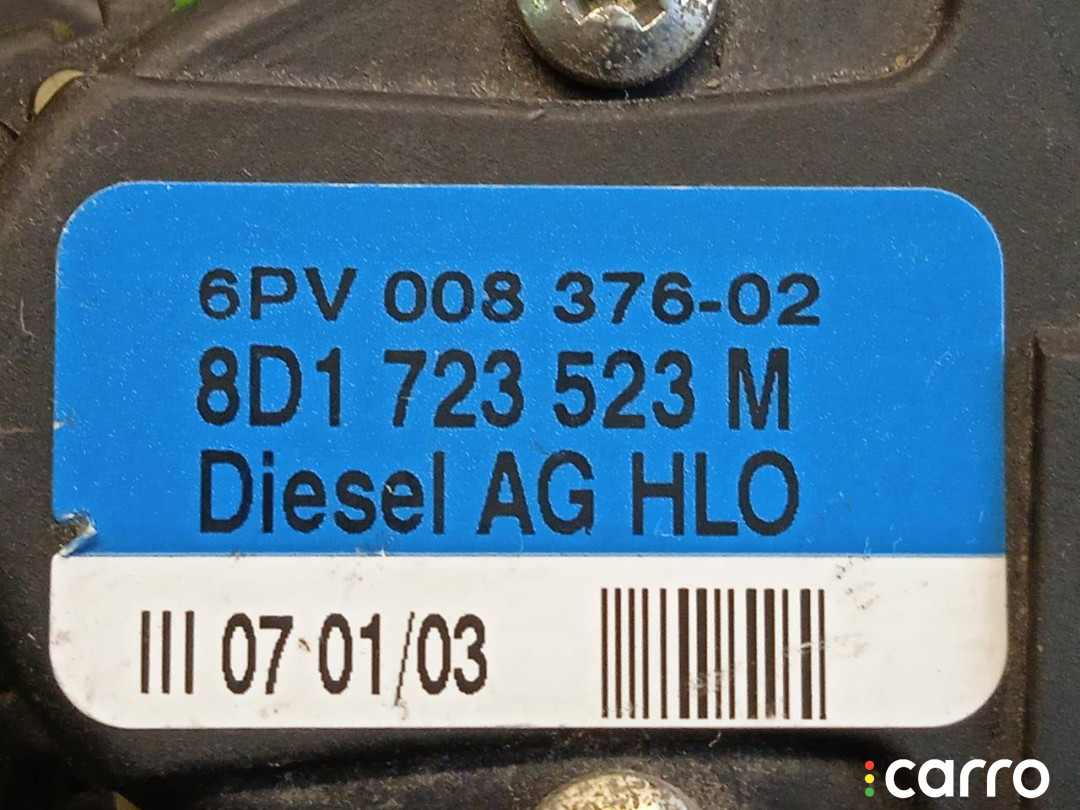 6PV 008 376-02
8D1 723 523 M
Diesel AG HLO
III 07 01/03
carro